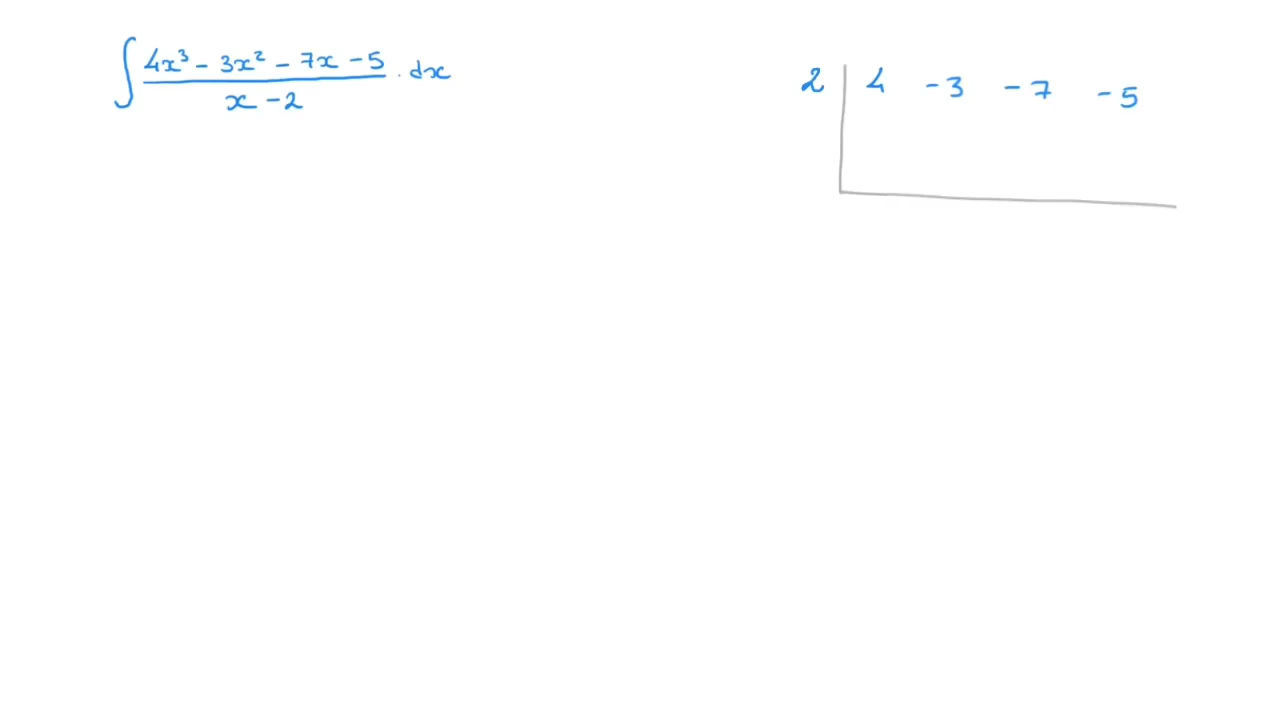 ∫ (4x³ - 3x² - 7x - 5)/(x - 2) · dx
2 | 4 -3 -7 -5